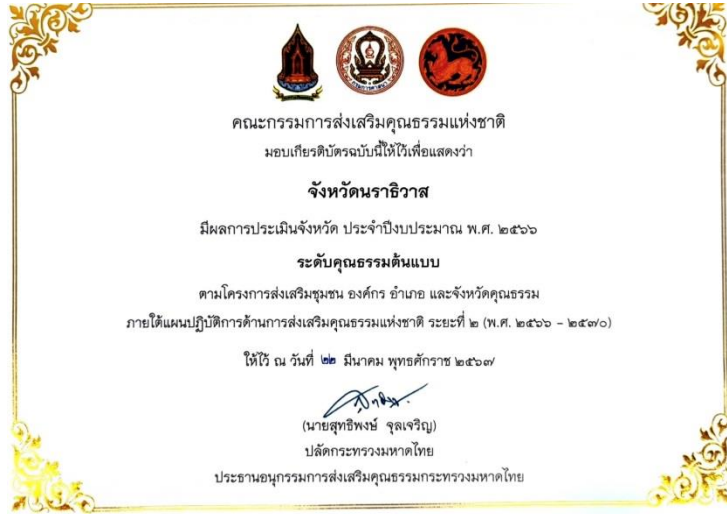 คณะกรรมการส่งเสริมคุณธรรมแห่งชาติ
มอบเกียรติบัตรฉบับนี้ให้ไว้เพื่อแสดงว่า
จังหวัดนราธิวาส
มีผลการประเมินจังหวัด ประจำปีงบประมาณ พ.ศ. ๒๕๖๖
ระดับคุณธรรมต้นแบบ
ตามโครงการส่งเสริมชุมชน องค์กร อำเภอ และจังหวัดคุณธรรม
ภายใต้แผนปฏิบัติการด้านการส่งเสริมคุณธรรมแห่งชาติ ระยะที่ ๒ (พ.ศ. ๒๕๖๖ - ๒๕๗๐)
ให้ไว้ ณ วันที่ ๒๒ มีนาคม พุทธศักราช ๒๕๖๗
(นายสุทธิพงษ์ จุลเจริญ)
ปลัดกระทรวงมหาดไทย
ประธานอนุกรรมการส่งเสริมคุณธรรมกระทรวงมหาดไทย